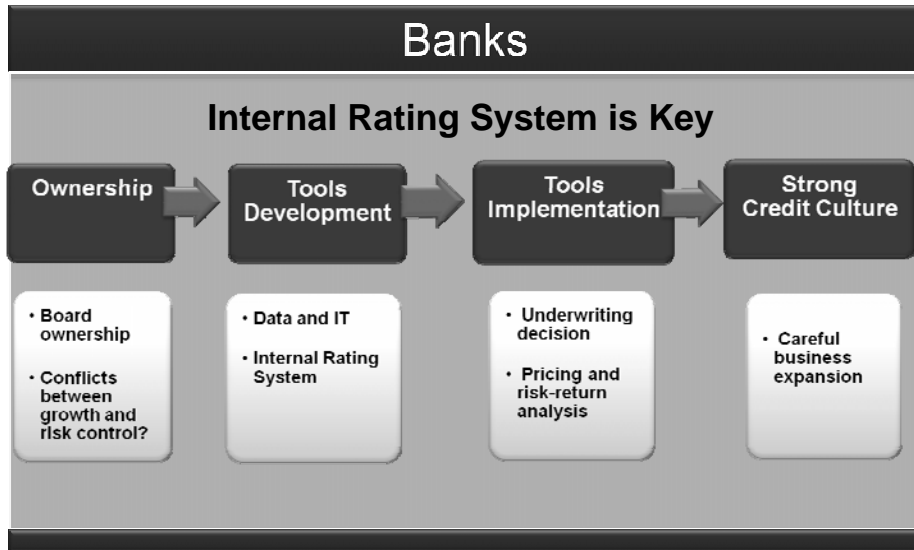 Banks
Internal Rating System is Key
Ownership
Tools
Development
Tools
Implementation
Strong
Credit Culture
• Board
ownership
• Conflicts
between
growth and
risk control?
• Data and IT
• Internal Rating
System
• Underwriting
decision
• Pricing and
risk-return
analysis
• Careful
business
expansion